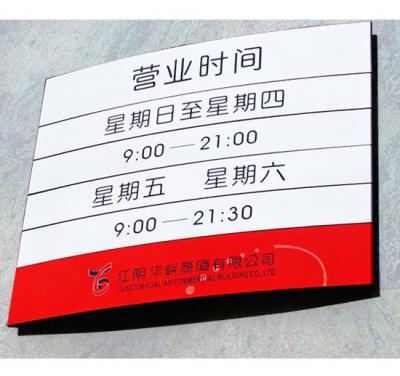 营业时间
星期日至星期四
9:00—21:00
星期五 星期六
9:00—21:30
江阴华联商厦有限公司
JIANGYIN HUALIAN COMMERCIAL BUILDING CO.,LTD